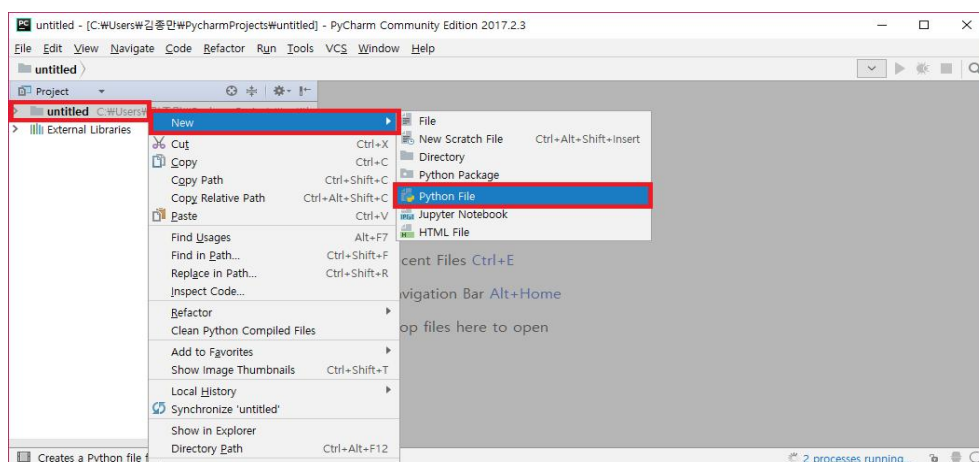 untitled - [C:₩Users₩김종만₩PycharmProjects₩untitled] - PyCharm Community Edition 2017.2.3
File Edit View Navigate Code Refactor Run Tools VCS Window Help
untitled
Project
untitled C:₩Users₩
External Libraries
New
Cut Ctrl+X
Copy Ctrl+C
Copy Path Ctrl+Shift+C
Copy Relative Path Ctrl+Alt+Shift+C
Paste Ctrl+V
Find Usages Alt+F7
Find in Path... Ctrl+Shift+F
Replace in Path... Ctrl+Shift+R
Inspect Code...
Refactor
Clean Python Compiled Files
Add to Favorites
Show Image Thumbnails Ctrl+Shift+T
Local History
Synchronize 'untitled'
Show in Explorer
Directory Path Ctrl+Alt+F12
File
New Scratch File Ctrl+Alt+Shift+Insert
Directory
Python Package
Python File
Jupyter Notebook
HTML File
cent Files Ctrl+E
vigation Bar Alt+Home
op files here to open
Creates a Python file f
2 processes running...